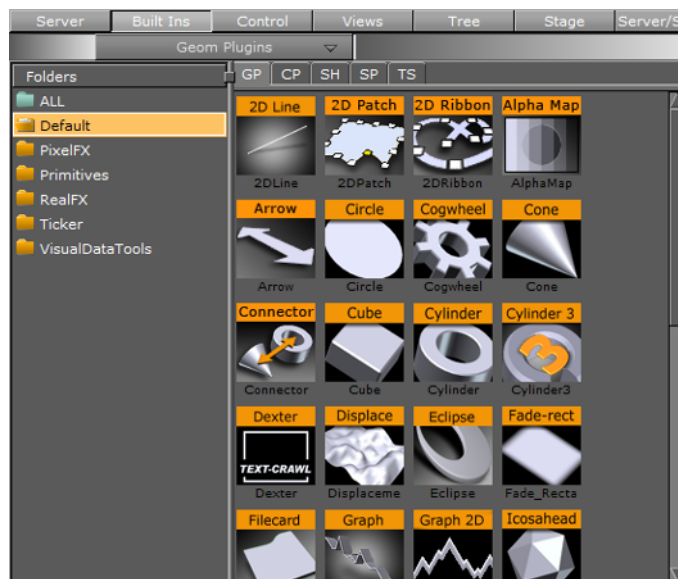 Server Built Ins Control Views Tree Stage Server/S
Geom Plugins
Folders
GP CP SH SP TS
ALL
Default
PixelFX
Primitives
RealFX
Ticker
VisualDataTools
2D Line 2D Patch 2D Ribbon Alpha Map
2DLine 2DPatch 2DRibbon AlphaMap
Arrow Circle Cogwheel Cone
Arrow Circle Cogwheel Cone
Connector Cube Cylinder Cylinder 3
3
Connector Cube Cylinder Cylinder3
Dexter Displace Eclipse Fade-rect
TEXT-CRAWL
Dexter Displaceme Eclipse Fade_Recta
Filecard Graph Graph 2D Icosahead